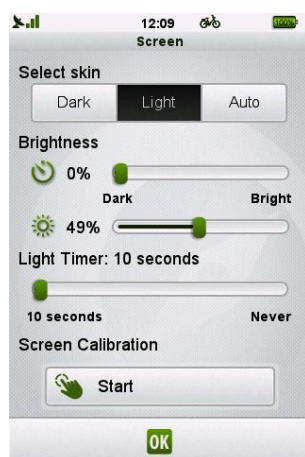 12:09 100%
Screen
Select skin
Dark Light Auto
Brightness
0%
Dark Bright
49%
Light Timer: 10 seconds
10 seconds Never
Screen Calibration
Start
OK